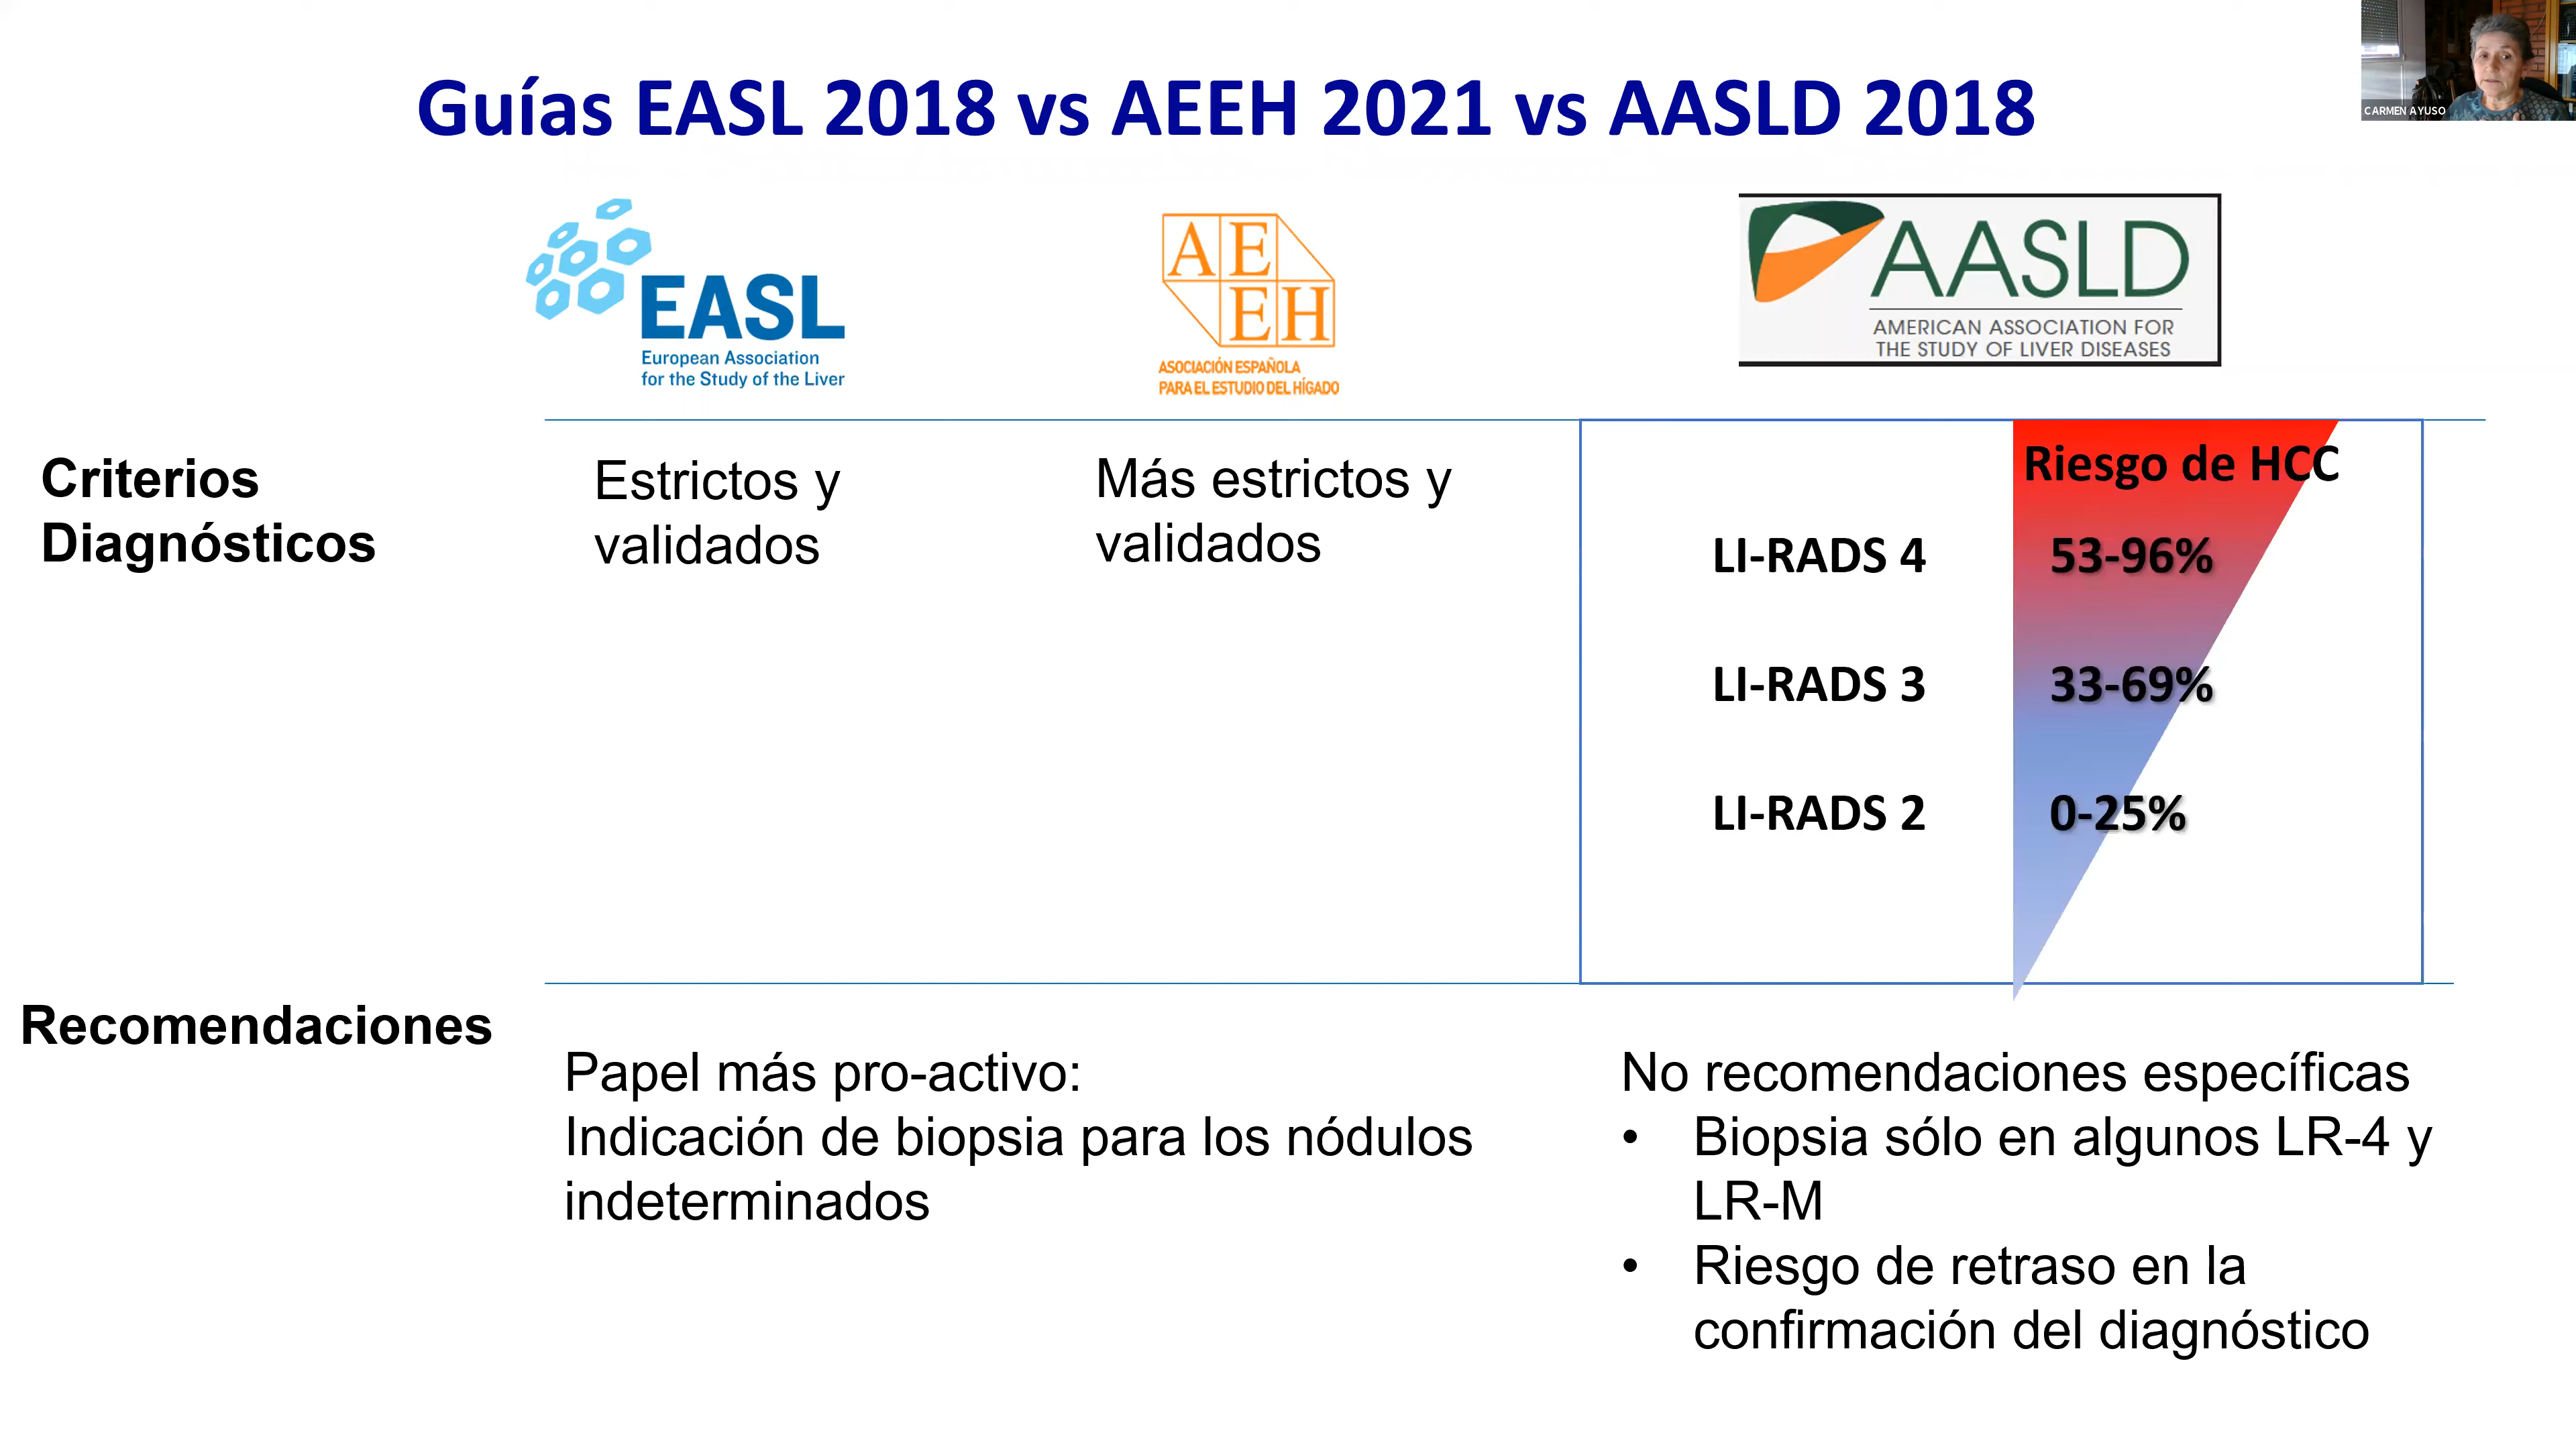 Guías EASL 2018 vs AEEH 2021 vs AASLD 2018
CARMEN AYUSO
EASL
European Association
for the Study of the Liver
AE
EH
ASOCIACIÓN ESPAÑOLA
PARA EL ESTUDIO DEL HÍGADO
AASLD
AMERICAN ASSOCIATION FOR
THE STUDY OF LIVER DISEASES
Criterios
Diagnósticos
Estrictos y
validados
Más estrictos y
validados
Riesgo de HCC
LI-RADS 4 53-96%
LI-RADS 3 33-69%
LI-RADS 2 0-25%
Recomendaciones
Papel más pro-activo:
Indicación de biopsia para los nódulos
indeterminados
No recomendaciones específicas
• Biopsia sólo en algunos LR-4 y
LR-M
• Riesgo de retraso en la
confirmación del diagnóstico